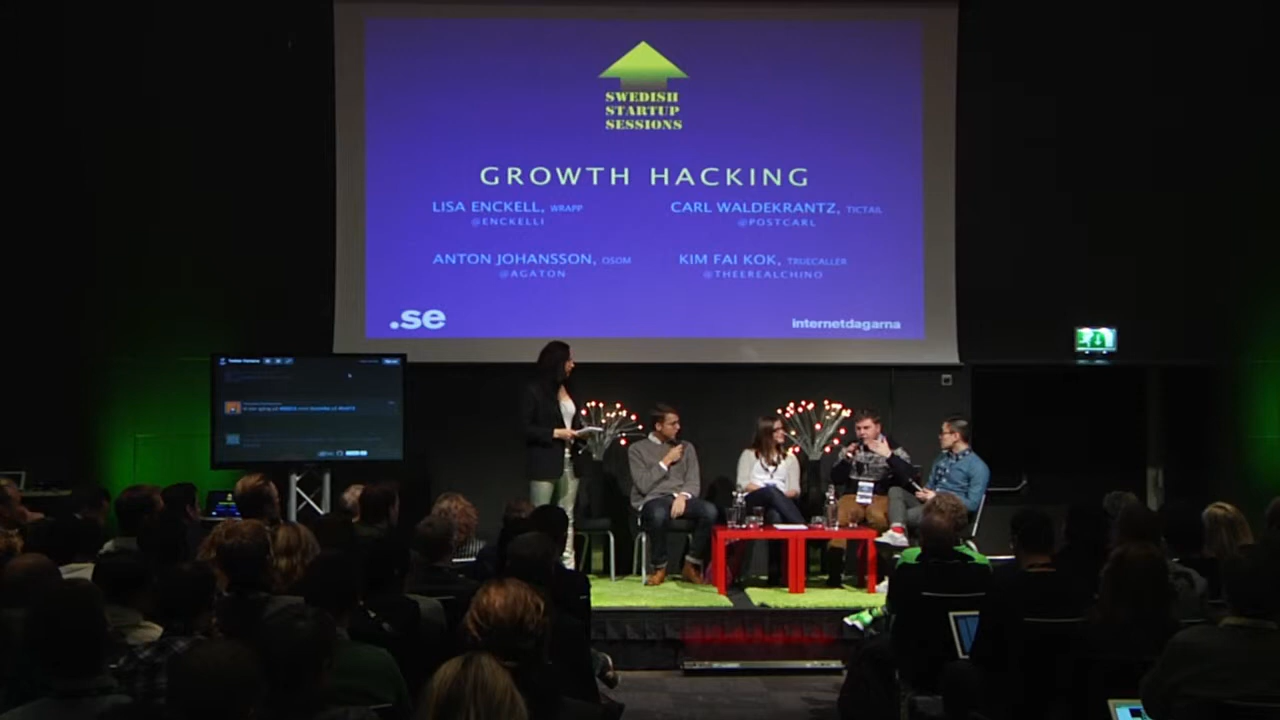 SWEDISH
STARTUP
SESSIONS
GROWTH HACKING
LISA ENCKELL, WRAPP
@ENCKELLI
CARL WALDEKRANTZ, TICTAIL
@POSTCARL
ANTON JOHANSSON, OSOM
@AGATON
KIM FAI KOK, TRUECALLER
@THEEREALCHINO
.se
internetdagarna